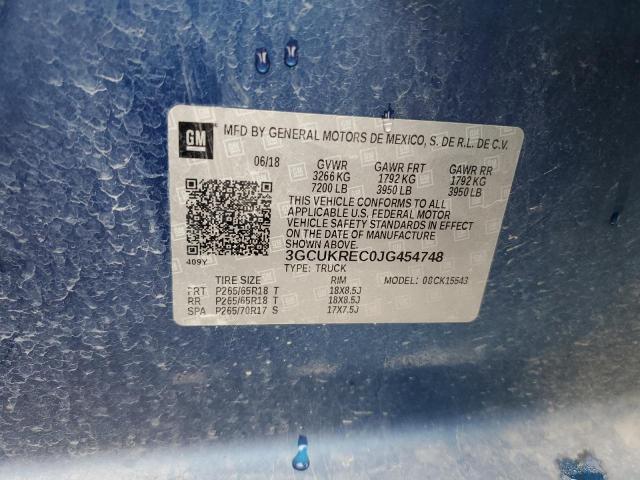 GM
MFD BY GENERAL MOTORS DE MEXICO, S. DE R.L. DE C.V.
06/18 GVWR GAWR FRT GAWR RR
3266 KG 1792 KG 1792 KG
7200 LB 3950 LB 3950 LB
THIS VEHICLE CONFORMS TO ALL
APPLICABLE U.S. FEDERAL MOTOR
VEHICLE SAFETY STANDARDS IN EFFECT
ON THE DATE OF MANUFACTURE
SHOWN ABOVE.
409Y 3GCUKREC0JG454748
TYPE: TRUCK MODEL: 08CK15543
TIRE SIZE RIM
FRT P265/65R18 T 18X8.5J
RR P265/65R18 T 18X8.5J
SPA P265/70R17 S 17X7.5J